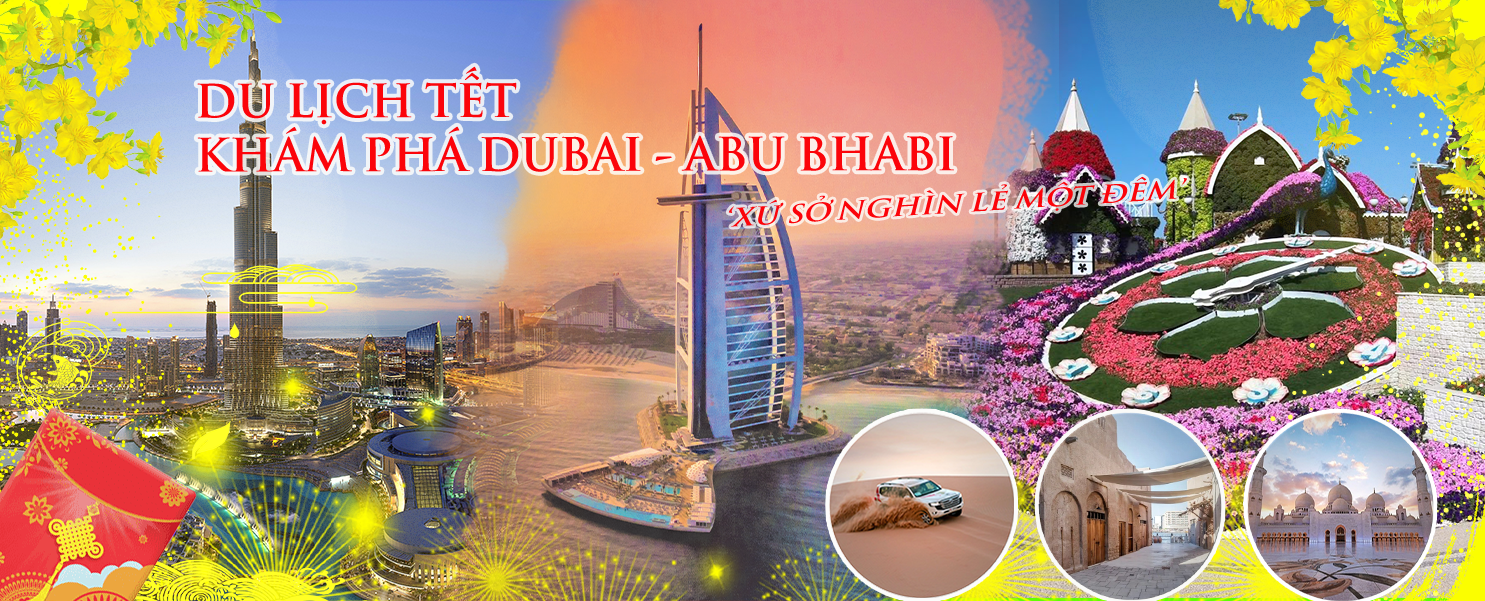 DU LỊCH TẾT
KHÁM PHÁ DUBAI - ABU BHABI
‘XỨ SỞ NGHÌN LẺ MỘT ĐÊM’